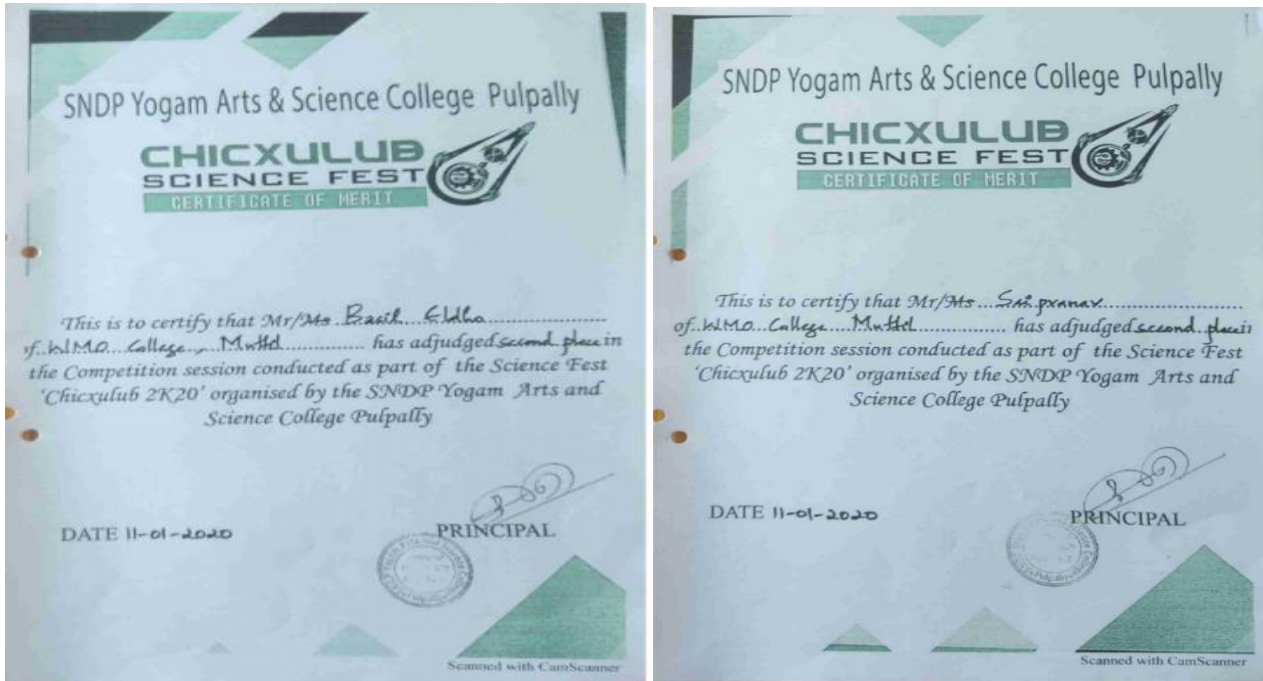 SNDP Yogam Arts & Science College Pulpally
CHICXULUB
SCIENCE FEST
CERTIFICATE OF MERIT
This is to certify that Mr/Ms Basil Eldho
of WMO College, Muttil has adjudged second place in
the Competition session conducted as part of the Science Fest
'Chicxulub 2K20' organised by the SNDP Yogam Arts and
Science College Pulpally
DATE 11-01-2020
PRINCIPAL
Scanned with CamScanner
SNDP Yogam Arts & Science College Pulpally
CHICXULUB
SCIENCE FEST
CERTIFICATE OF MERIT
This is to certify that Mr/Ms Sai pranav
of WMO College Muttil has adjudged second place in
the Competition session conducted as part of the Science Fest
'Chicxulub 2K20' organised by the SNDP Yogam Arts and
Science College Pulpally
DATE 11-01-2020
PRINCIPAL
Scanned with CamScanner